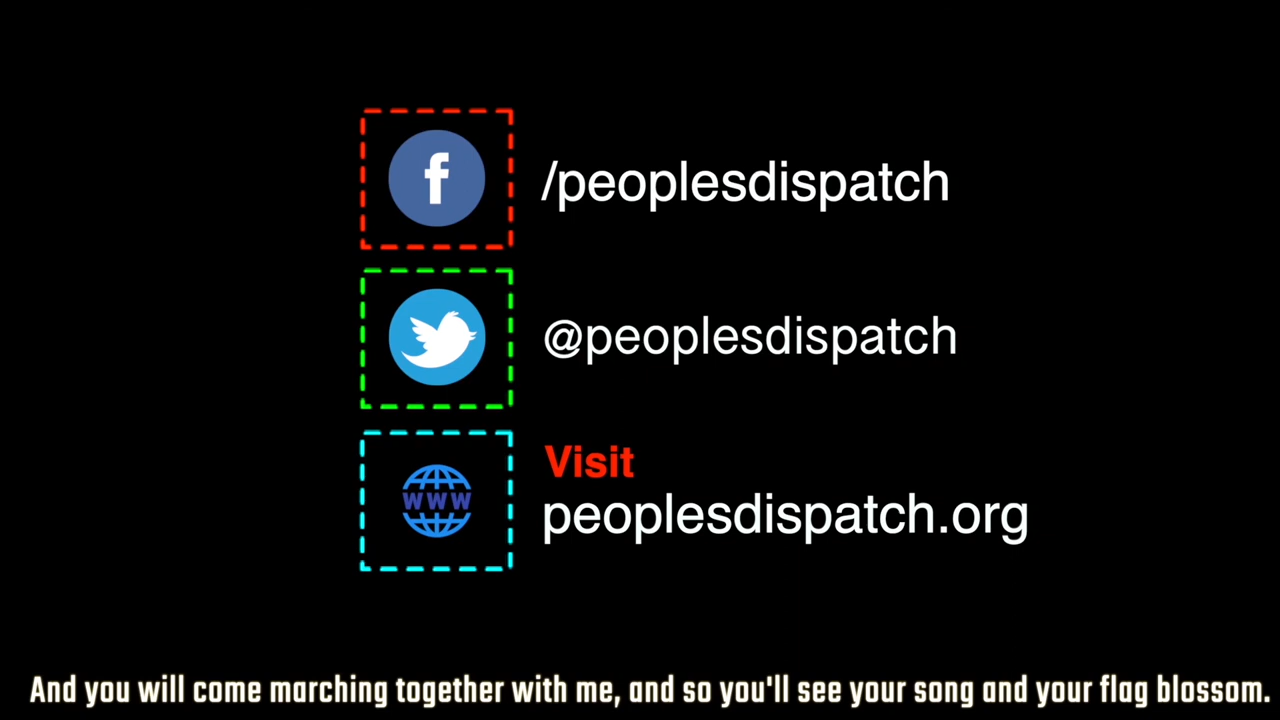 f
/peoplesdispatch
@peoplesdispatch
Visit
WWW
peoplesdispatch.org
And you will come marching together with me, and so you'll see your song and your flag blossom.